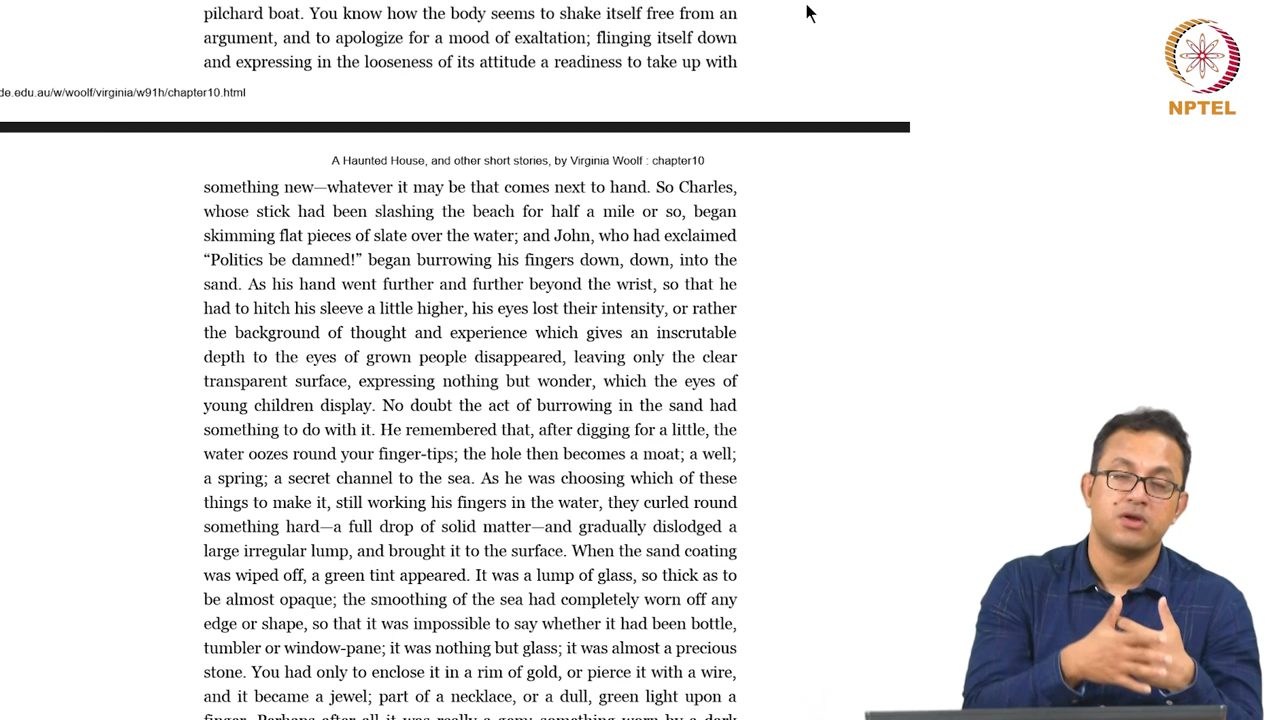 pilchard boat. You know how the body seems to shake itself free from an
argument, and to apologize for a mood of exaltation; flinging itself down
and expressing in the looseness of its attitude a readiness to take up with
de.edu.au/w/woolf/virginia/w91h/chapter10.html
NPTEL
A Haunted House, and other short stories, by Virginia Woolf : chapter10
something new—whatever it may be that comes next to hand. So Charles,
whose stick had been slashing the beach for half a mile or so, began
skimming flat pieces of slate over the water; and John, who had exclaimed
“Politics be damned!” began burrowing his fingers down, down, into the
sand. As his hand went further and further beyond the wrist, so that he
had to hitch his sleeve a little higher, his eyes lost their intensity, or rather
the background of thought and experience which gives an inscrutable
depth to the eyes of grown people disappeared, leaving only the clear
transparent surface, expressing nothing but wonder, which the eyes of
young children display. No doubt the act of burrowing in the sand had
something to do with it. He remembered that, after digging for a little, the
water oozes round your finger-tips; the hole then becomes a moat; a well;
a spring; a secret channel to the sea. As he was choosing which of these
things to make it, still working his fingers in the water, they curled round
something hard—a full drop of solid matter—and gradually dislodged a
large irregular lump, and brought it to the surface. When the sand coating
was wiped off, a green tint appeared. It was a lump of glass, so thick as to
be almost opaque; the smoothing of the sea had completely worn off any
edge or shape, so that it was impossible to say whether it had been bottle,
tumbler or window-pane; it was nothing but glass; it was almost a precious
stone. You had only to enclose it in a rim of gold, or pierce it with a wire,
and it became a jewel; part of a necklace, or a dull, green light upon a
finger. Perhaps after all it was really a gem; something worn by a dark